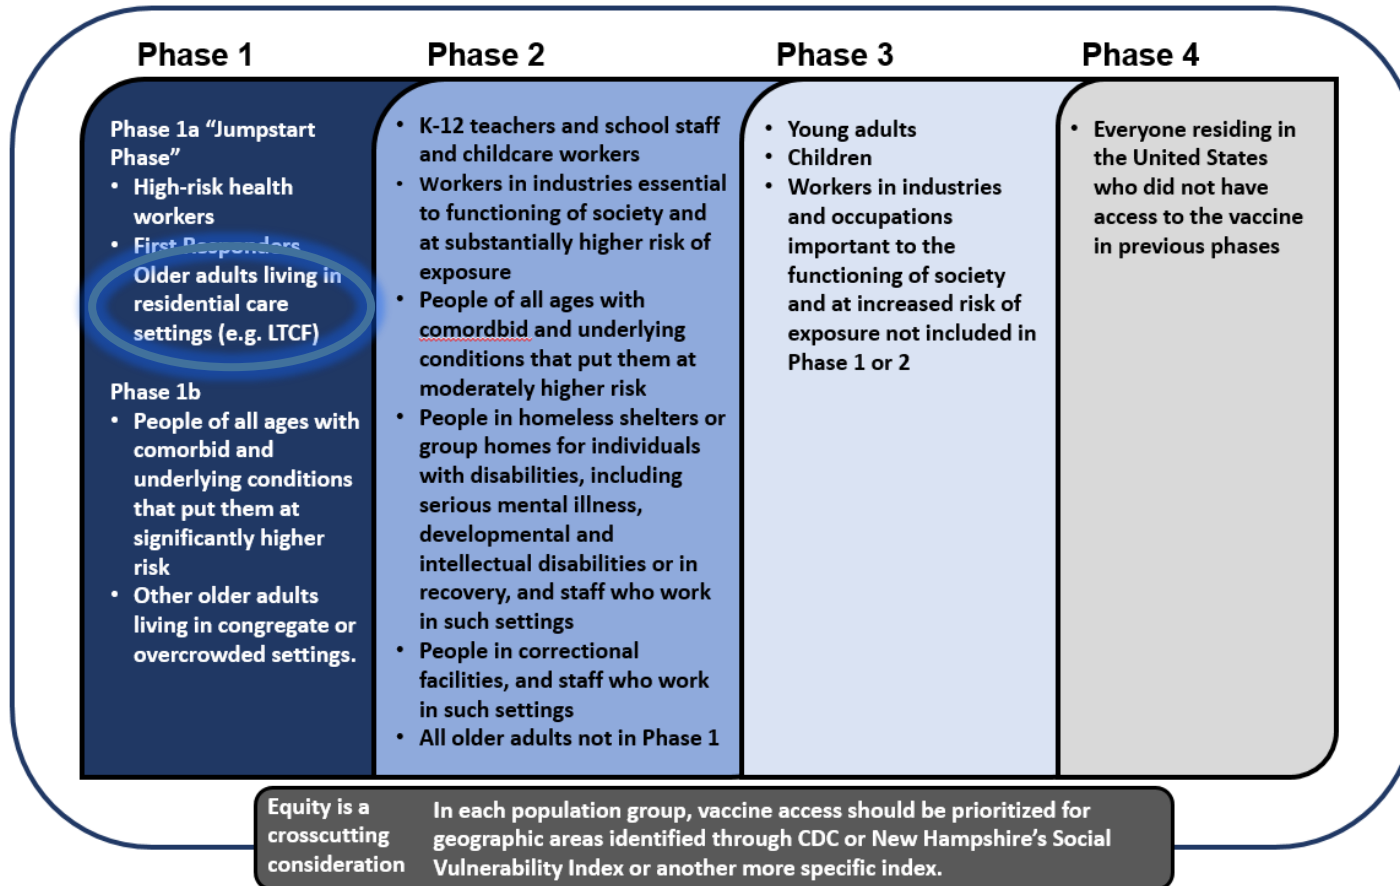 Phase 1
Phase 2
Phase 3
Phase 4
Phase 1a “Jumpstart
Phase”
• High-risk health
workers
• First Responders
Older adults living in
residential care
settings (e.g. LTCF)
Phase 1b
• People of all ages with
comorbid and
underlying conditions
that put them at
significantly higher
risk
• Other older adults
living in congregate or
overcrowded settings.
• K-12 teachers and school staff
and childcare workers
• Workers in industries essential
to functioning of society and
at substantially higher risk of
exposure
• People of all ages with
comordbid and underlying
conditions that put them at
moderately higher risk
• People in homeless shelters or
group homes for individuals
with disabilities, including
serious mental illness,
developmental and
intellectual disabilities or in
recovery, and staff who work
in such settings
• People in correctional
facilities, and staff who work
in such settings
• All older adults not in Phase 1
• Young adults
• Children
• Workers in industries
and occupations
important to the
functioning of society
and at increased risk of
exposure not included in
Phase 1 or 2
• Everyone residing in
the United States
who did not have
access to the vaccine
in previous phases
Equity is a
crosscutting
consideration
In each population group, vaccine access should be prioritized for
geographic areas identified through CDC or New Hampshire’s Social
Vulnerability Index or another more specific index.